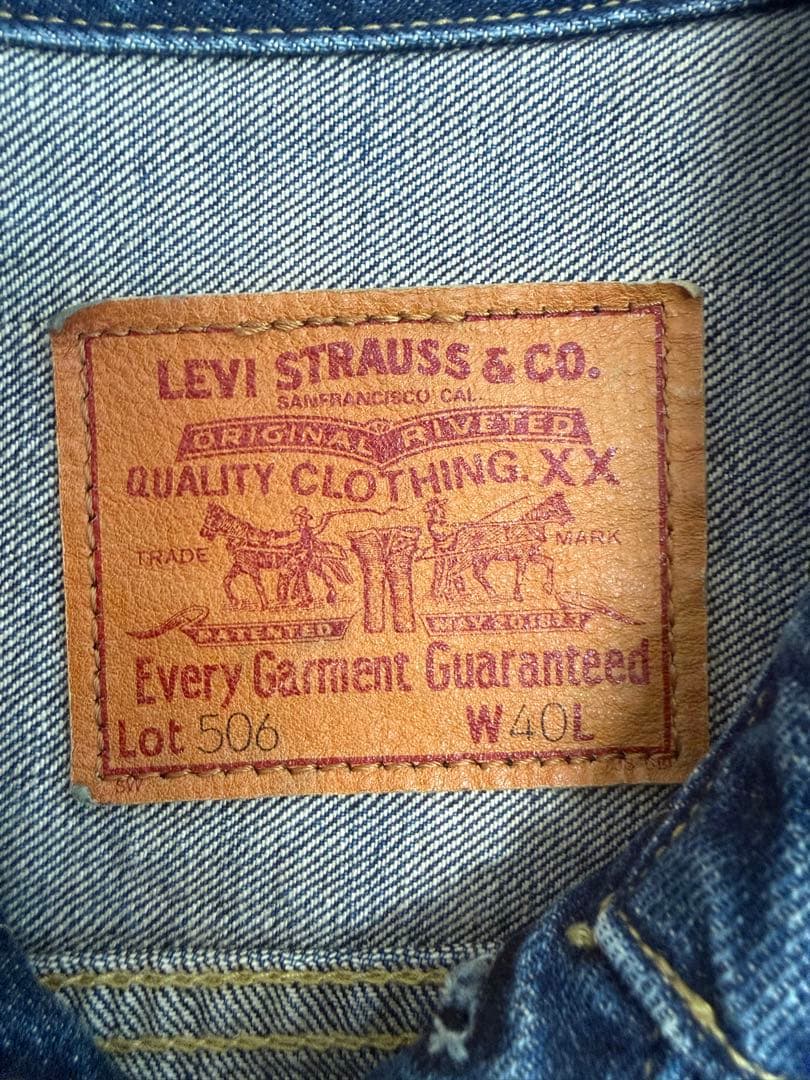 LEVI STRAUSS & CO.
SANFRANCISCO CAL.
ORIGINAL RIVETED
QUALITY CLOTHING. XX
TRADE MARK
PATENTED
Every Garment Guaranteed
Lot 506 W40L